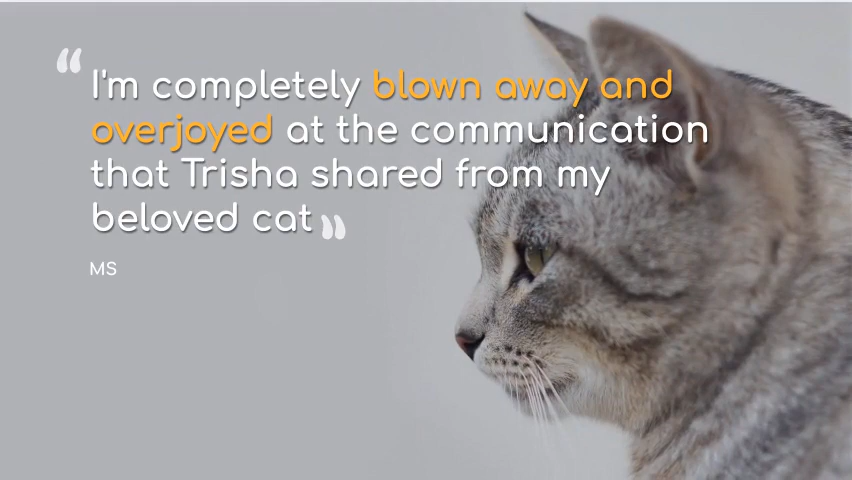 “ I'm completely blown away and
overjoyed at the communication
that Trisha shared from my
beloved cat ”
MS